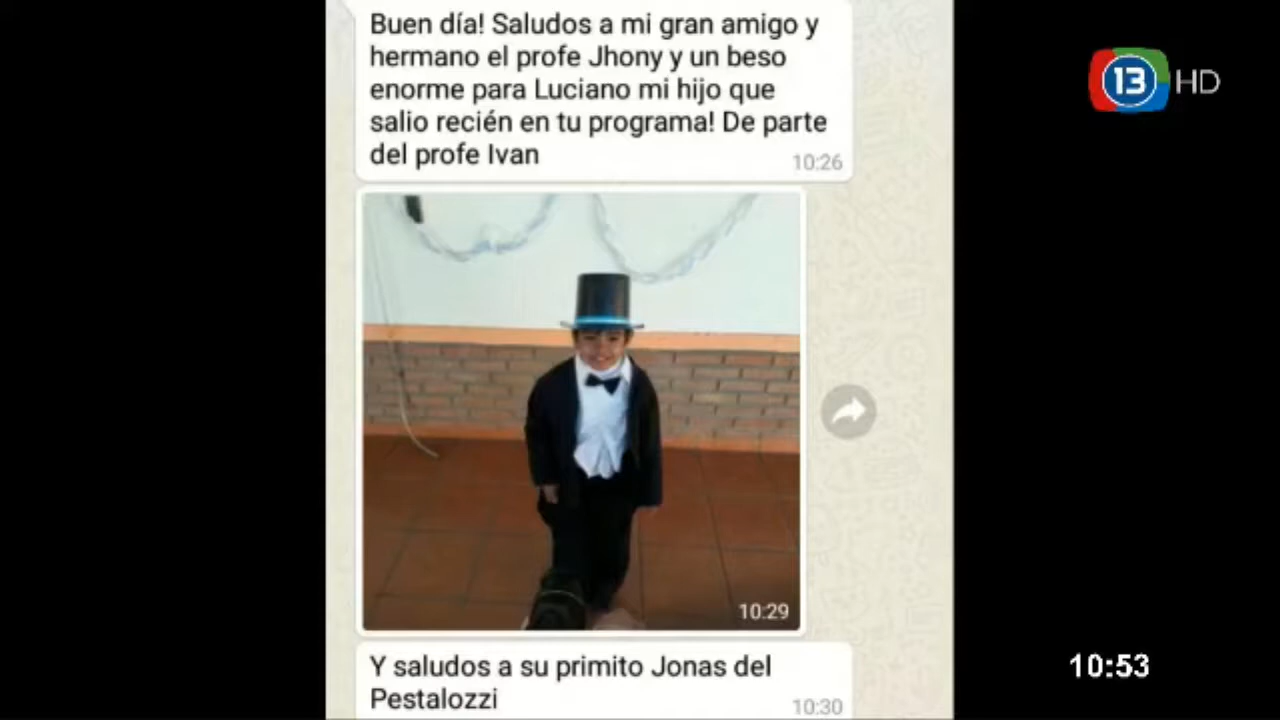 Buen día! Saludos a mi gran amigo y
hermano el profe Jhony y un beso
enorme para Luciano mi hijo que
salio recién en tu programa! De parte
del profe Ivan
10:26
13 HD
10:29
Y saludos a su primito Jonas del
Pestalozzi
10:30
10:53